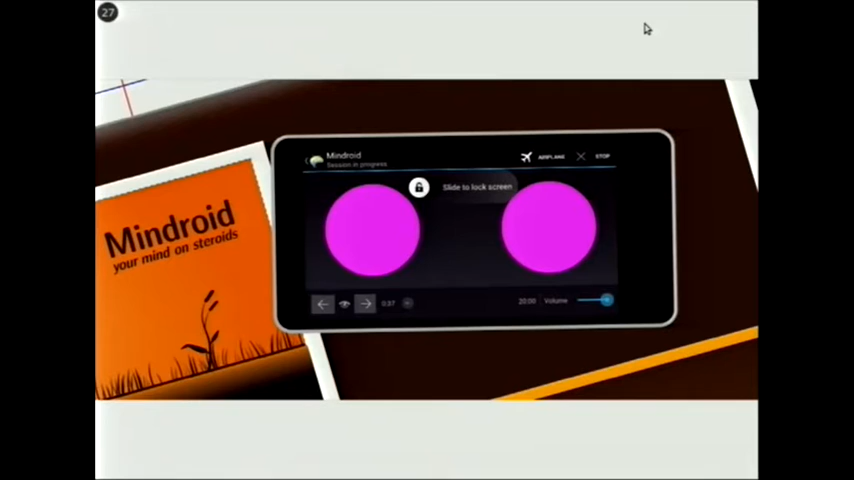 27
Mindroid
your mind on steroids
Mindroid
Session in progress
AIRPLANE
STOP
Slide to lock screen
0:37
20:00
Volume